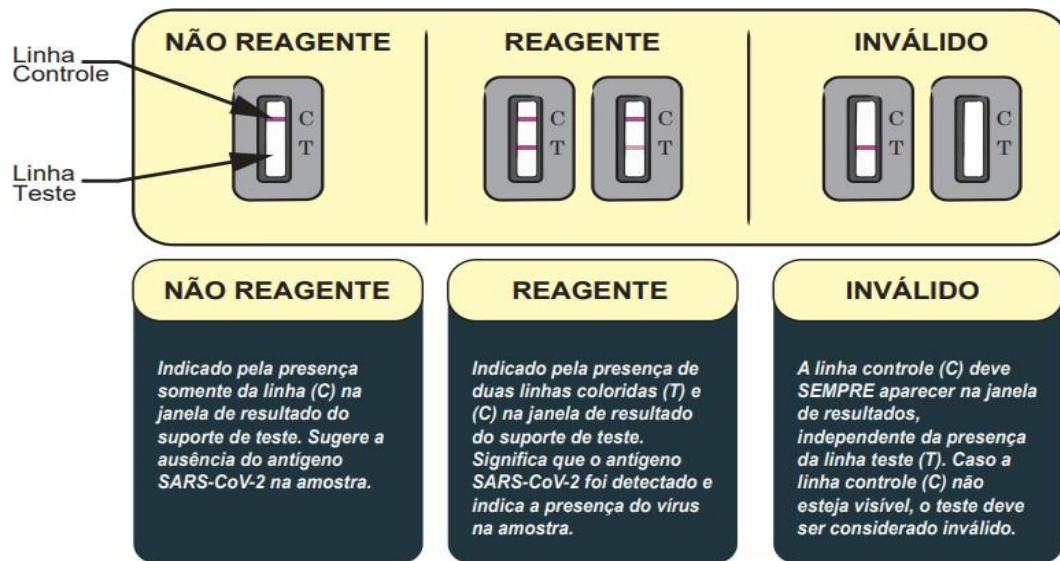 NÃO REAGENTE
REAGENTE
INVÁLIDO
Linha
Controle
Linha
Teste
C
T
C
T
C
T
C
T
C
T
NÃO REAGENTE
Indicado pela presença
somente da linha (C) na
janela de resultado do
suporte de teste. Sugere a
ausência do antígeno
SARS-CoV-2 na amostra.
REAGENTE
Indicado pela presença de
duas linhas coloridas (T) e
(C) na janela de resultado
do suporte de teste.
Significa que o antígeno
SARS-CoV-2 foi detectado e
indica a presença do vírus
na amostra.
INVÁLIDO
A linha controle (C) deve
SEMPRE aparecer na janela
de resultados,
independente da presença
da linha teste (T). Caso a
linha controle (C) não
esteja visível, o teste deve
ser considerado inválido.